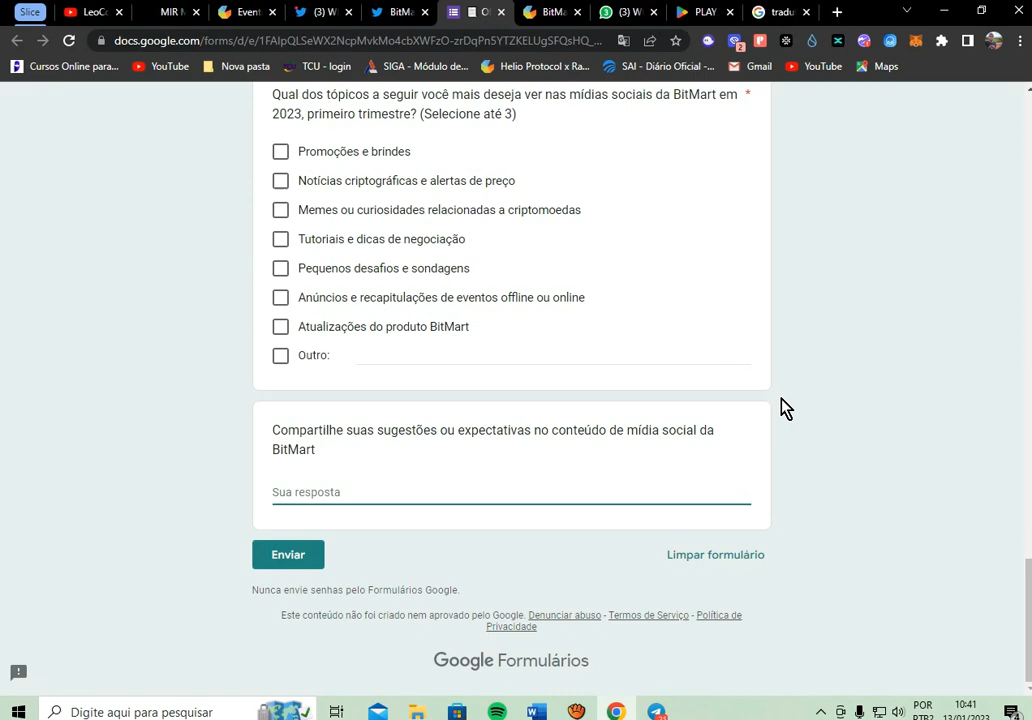 Slice
LeoC
MIR M
Event
(3) W
BitMa
O
BitMa
(3) W
PLAY
tradu
docs.google.com/forms/d/e/1FAIpQLSeWX2NcpMvkMo4cbXWFzO-zrDqPn5YTZKELUgSFQsHQ_...
2
Cursos Online para...
YouTube
Nova pasta
TCU - login
SIGA - Módulo de...
Helio Protocol x Ra...
SAI - Diário Oficial -...
Gmail
YouTube
Maps
Qual dos tópicos a seguir você mais deseja ver nas mídias sociais da BitMart em *
2023, primeiro trimestre? (Selecione até 3)
Promoções e brindes
Notícias criptográficas e alertas de preço
Memes ou curiosidades relacionadas a criptomoedas
Tutoriais e dicas de negociação
Pequenos desafios e sondagens
Anúncios e recapitulações de eventos offline ou online
Atualizações do produto BitMart
Outro:
Compartilhe suas sugestões ou expectativas no conteúdo de mídia social da
BitMart
Sua resposta
Enviar
Limpar formulário
Nunca envie senhas pelo Formulários Google.
Este conteúdo não foi criado nem aprovado pelo Google. Denunciar abuso - Termos de Serviço - Política de
Privacidade
Google Formulários
Digite aqui para pesquisar
POR
PTB2
10:41
13/01/2023